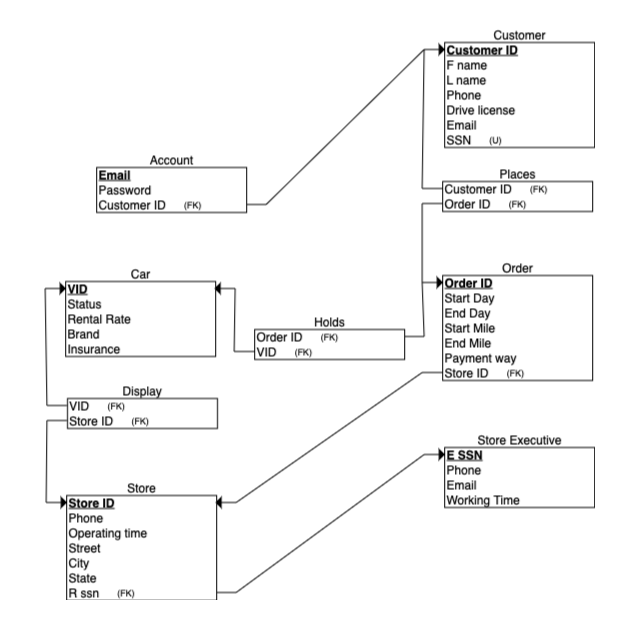 Customer
Customer ID
F name
L name
Phone
Drive license
Email
SSN (U)
Account
Email
Password
Customer ID (FK)
Places
Customer ID (FK)
Order ID (FK)
Car
VID
Status
Rental Rate
Brand
Insurance
Order
Order ID
Start Day
End Day
Start Mile
End Mile
Payment way
Store ID (FK)
Holds
Order ID (FK)
VID (FK)
Display
VID (FK)
Store ID (FK)
Store Executive
E SSN
Phone
Email
Working Time
Store
Store ID
Phone
Operating time
Street
City
State
R ssn (FK)